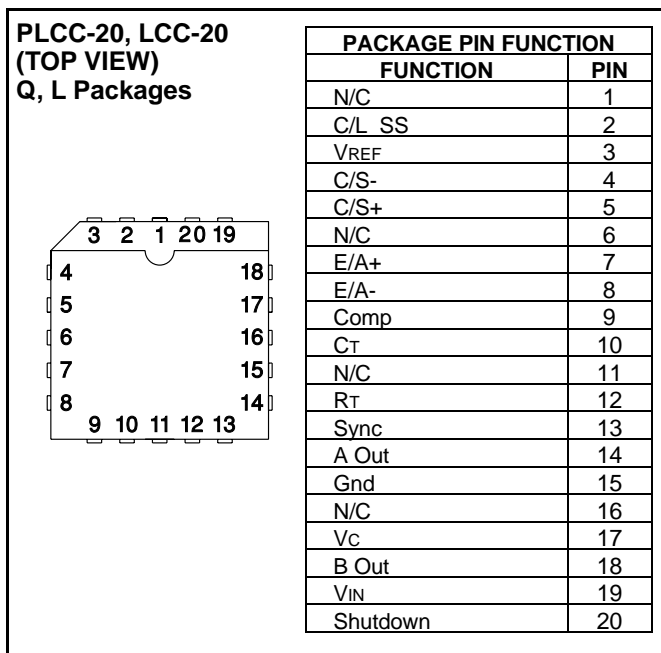 PLCC-20, LCC-20
(TOP VIEW)
Q, L Packages
3 2 1 20 19
4 18
5 17
6 16
7 15
8 14
9 10 11 12 13
PACKAGE PIN FUNCTION
FUNCTION PIN
N/C 1
C/L SS 2
VREF 3
C/S- 4
C/S+ 5
N/C 6
E/A+ 7
E/A- 8
Comp 9
CT 10
N/C 11
RT 12
Sync 13
A Out 14
Gnd 15
N/C 16
VC 17
B Out 18
VIN 19
Shutdown 20